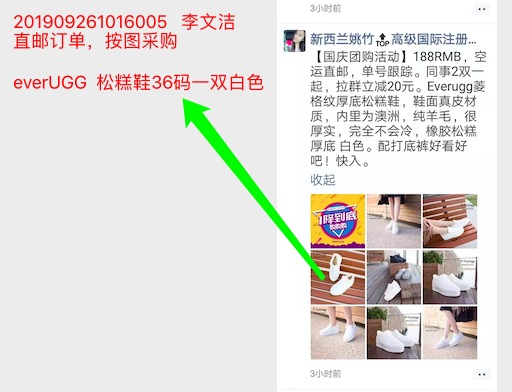 201909261016005 李文洁
直邮订单，按图采购
everUGG 松糕鞋36码一双白色
3小时前
新西兰姚竹🔝高级国际注册...
【国庆团购活动】188RMB，空
运直邮，单号跟踪。同事2双一
起，拉群立减20元。Everugg菱
格纹厚底松糕鞋，鞋面真皮材
质，内里为澳洲，纯羊毛，很
厚实，完全不会冷，橡胶松糕
厚底 白色。配打底裤好看好
吧！快入。
收起
1降到底
3小时前